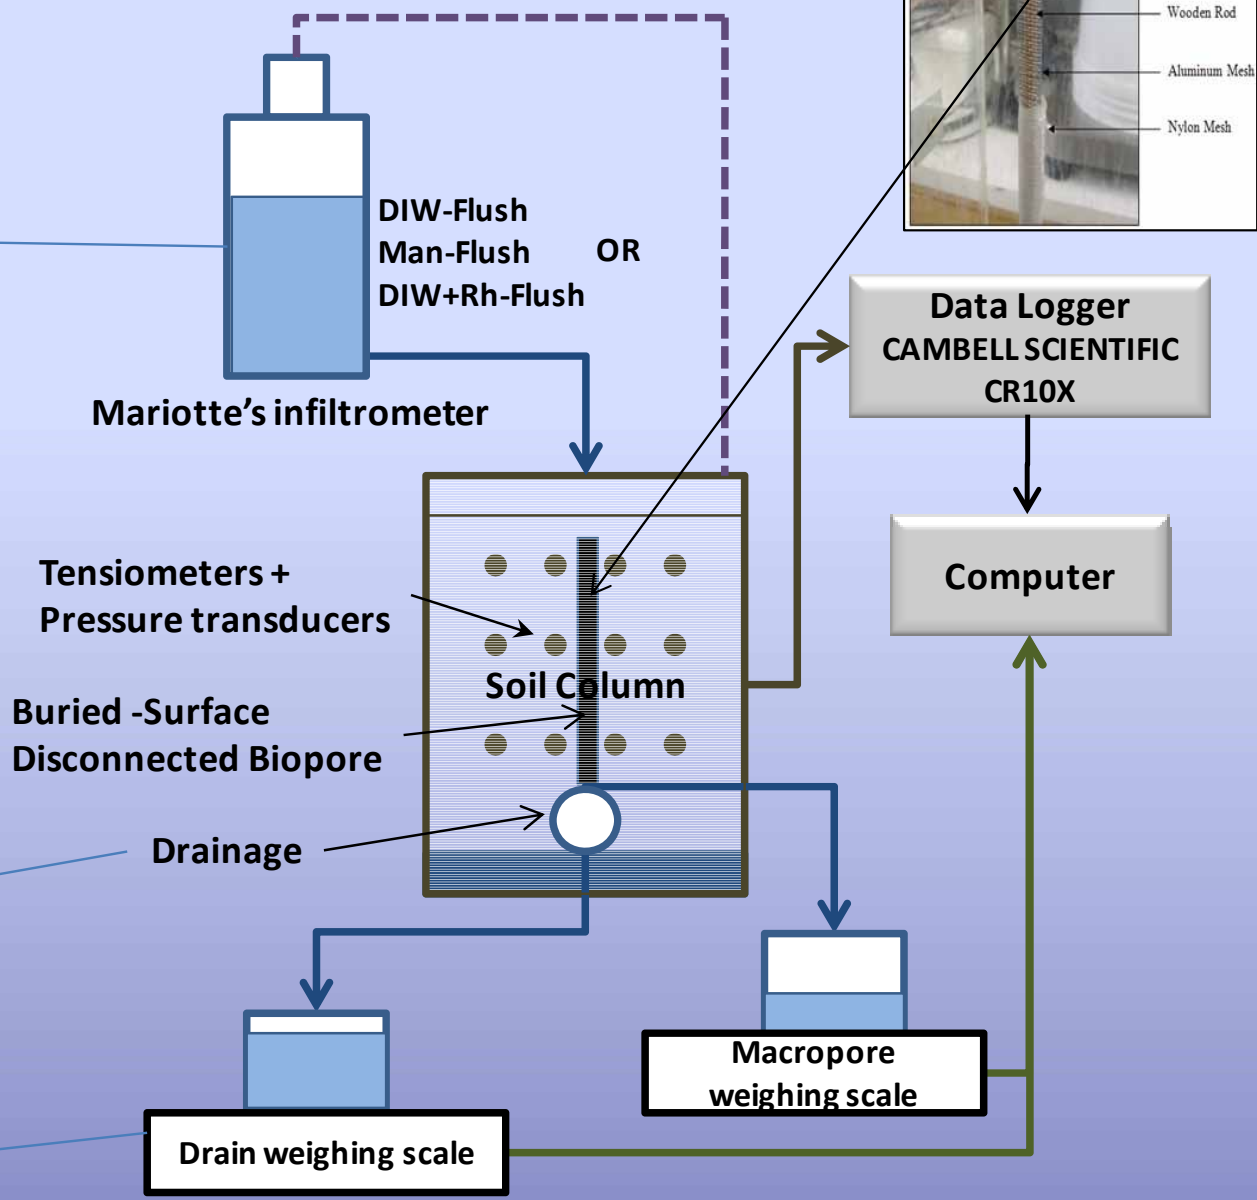 Wooden Rod
Aluminum Mesh
Nylon Mesh
DIW-Flush
Man-Flush OR
DIW+Rh-Flush
Mariotte’s infiltrometer
Data Logger
CAMBELL SCIENTIFIC
CR10X
Computer
Tensiometers +
Pressure transducers
Soil Column
Buried -Surface
Disconnected Biopore
Drainage
Macropore
weighing scale
Drain weighing scale